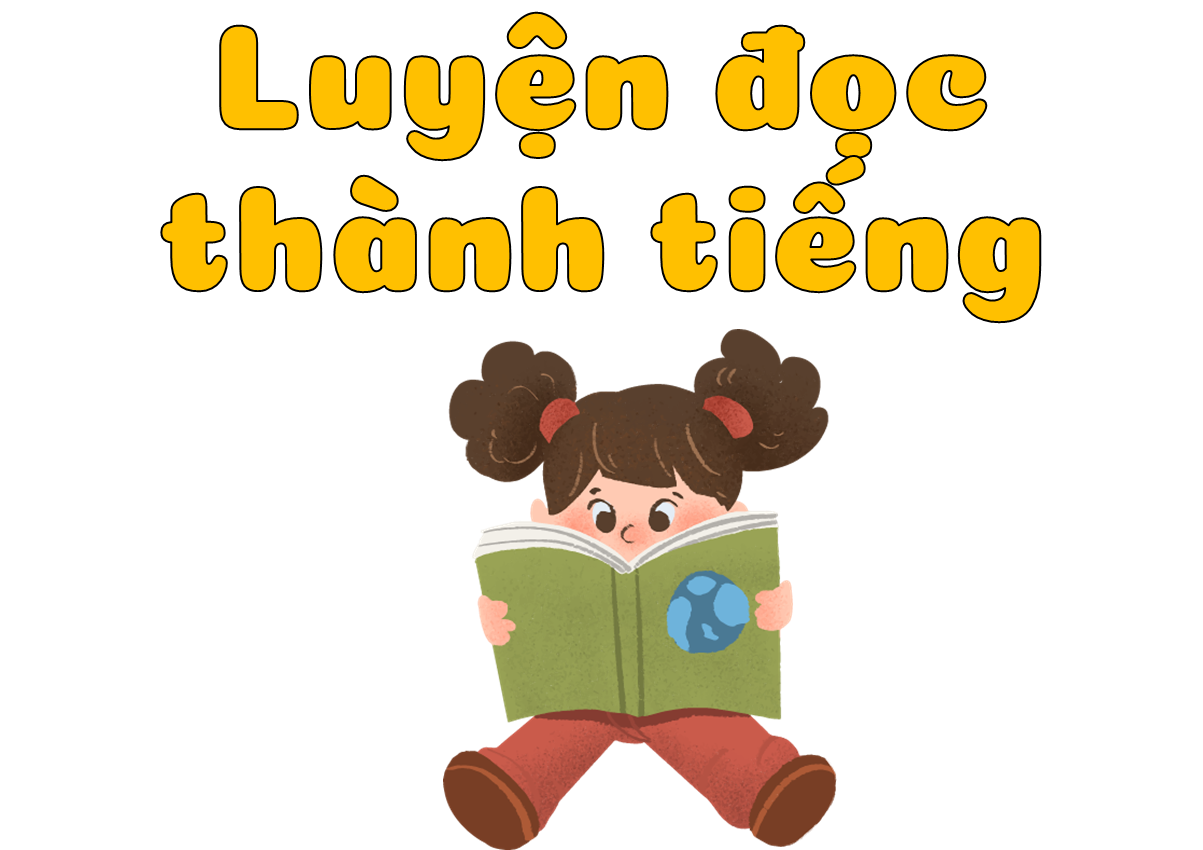 Luyện đọc
thành tiếng